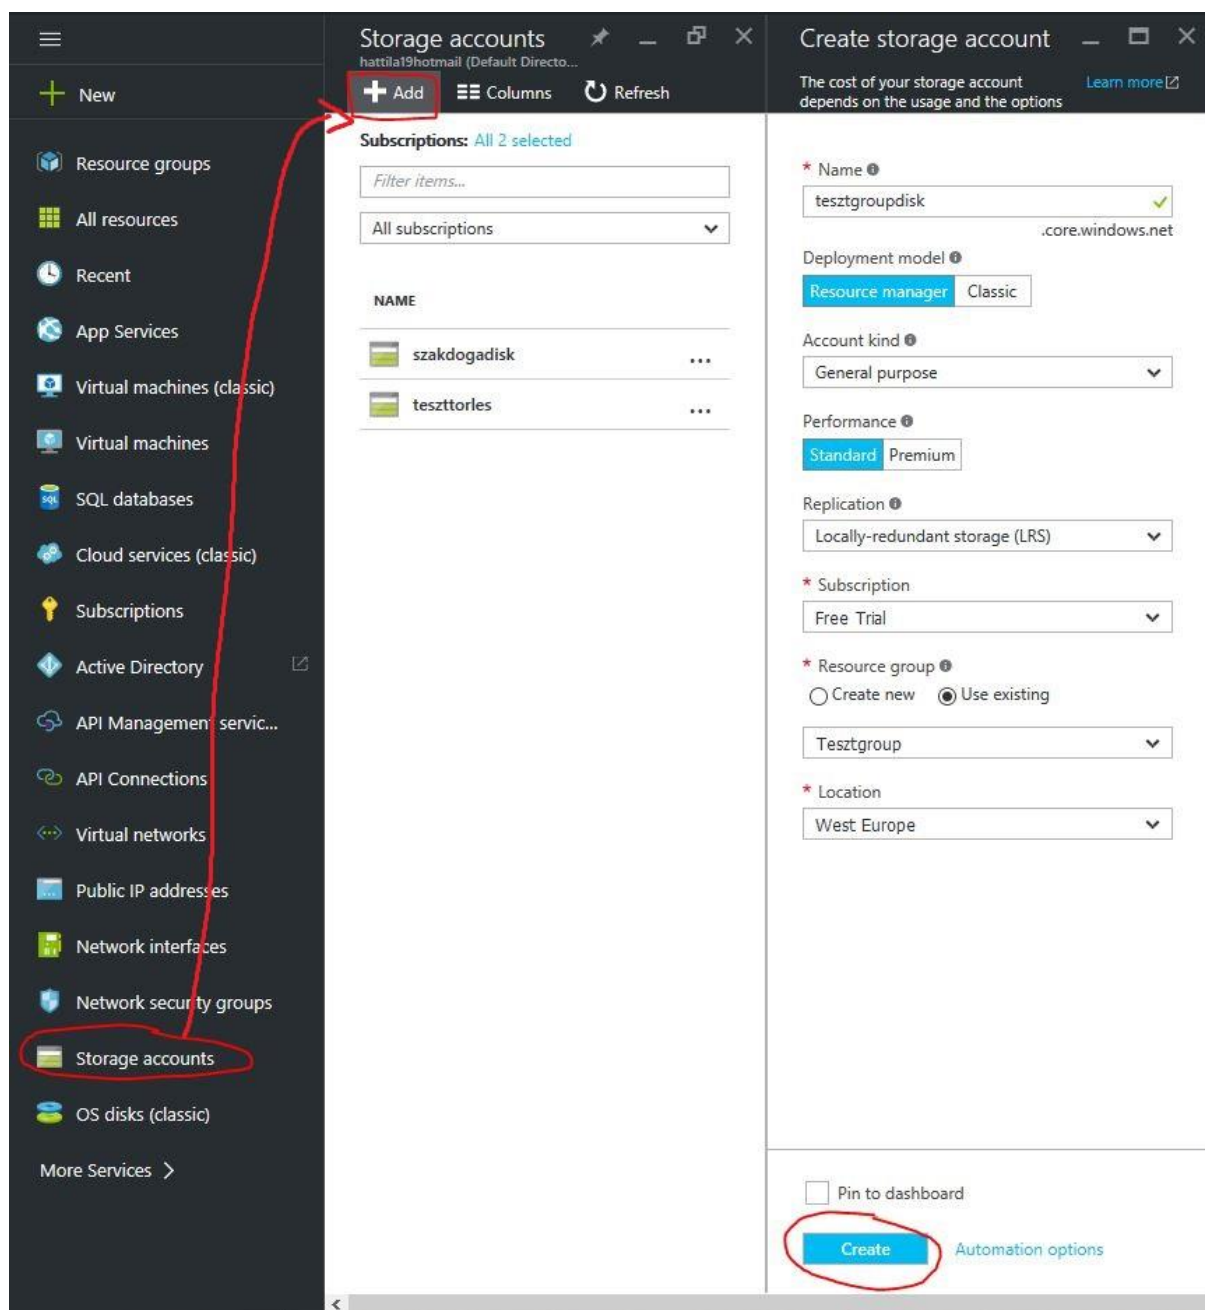 New
Resource groups
All resources
Recent
App Services
Virtual machines (classic)
Virtual machines
SQL databases
Cloud services (classic)
Subscriptions
Active Directory
API Management servic...
API Connections
Virtual networks
Public IP addresses
Network interfaces
Network security groups
Storage accounts
OS disks (classic)
More Services
Storage accounts
hattila19hotmail (Default Directo...
Add Columns Refresh
Subscriptions: All 2 selected
Filter items...
All subscriptions
NAME
szakdogadisk ...
teszttorles ...
Create storage account
The cost of your storage account
depends on the usage and the options
Learn more
* Name
tesztgroupdisk
.core.windows.net
Deployment model
Resource manager Classic
Account kind
General purpose
Performance
Standard Premium
Replication
Locally-redundant storage (LRS)
* Subscription
Free Trial
* Resource group
Create new Use existing
Tesztgroup
* Location
West Europe
Pin to dashboard
Create Automation options